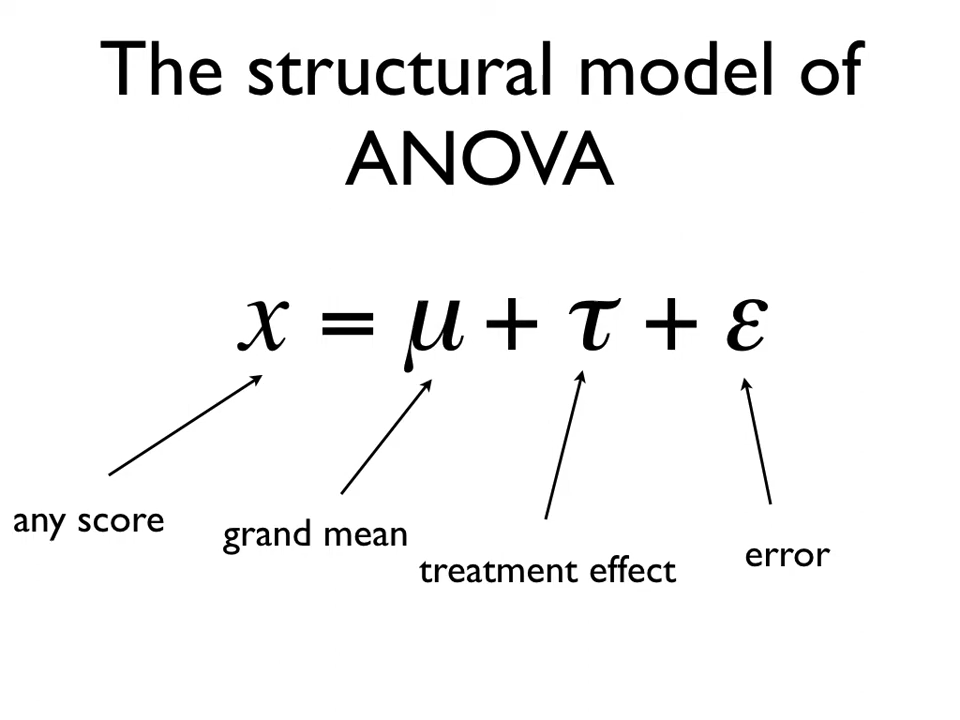 The structural model of
ANOVA
x = μ + τ + ε
any score
grand mean
treatment effect
error